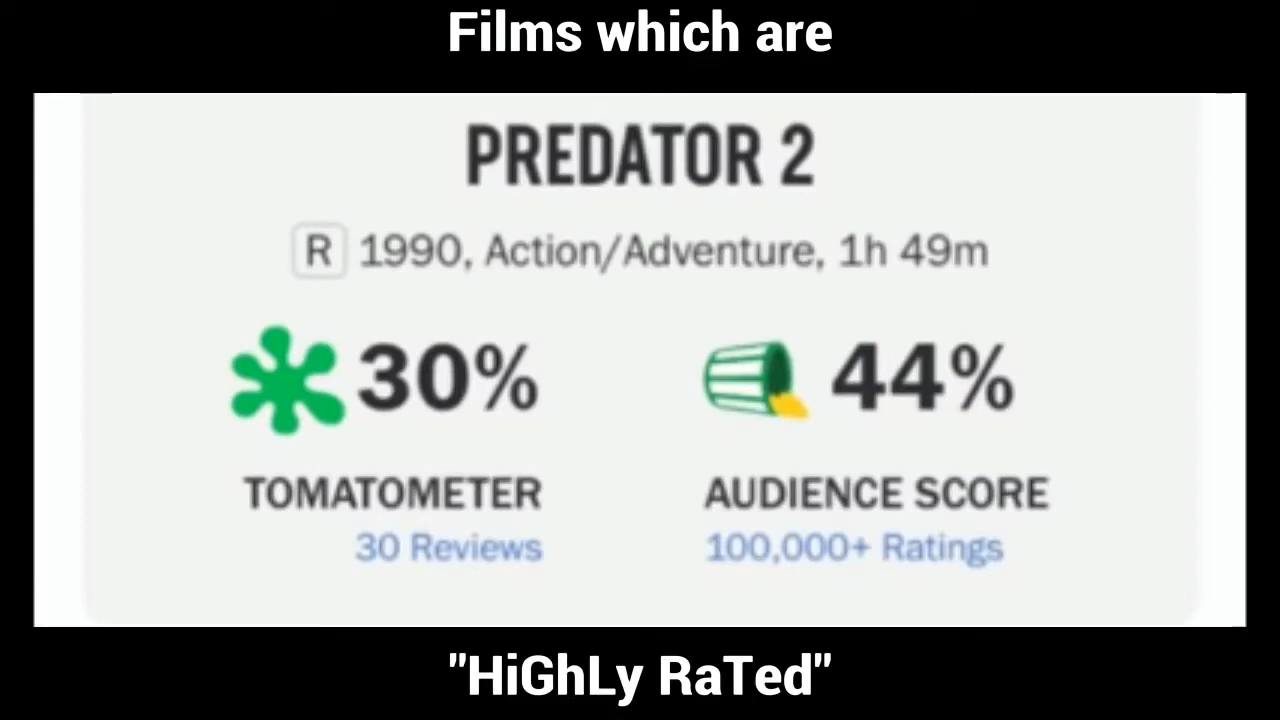 Films which are
PREDATOR 2
R 1990, Action/Adventure, 1h 49m
30% 44%
TOMATOMETER AUDIENCE SCORE
30 Reviews 100,000+ Ratings
"HiGhLy RaTed"